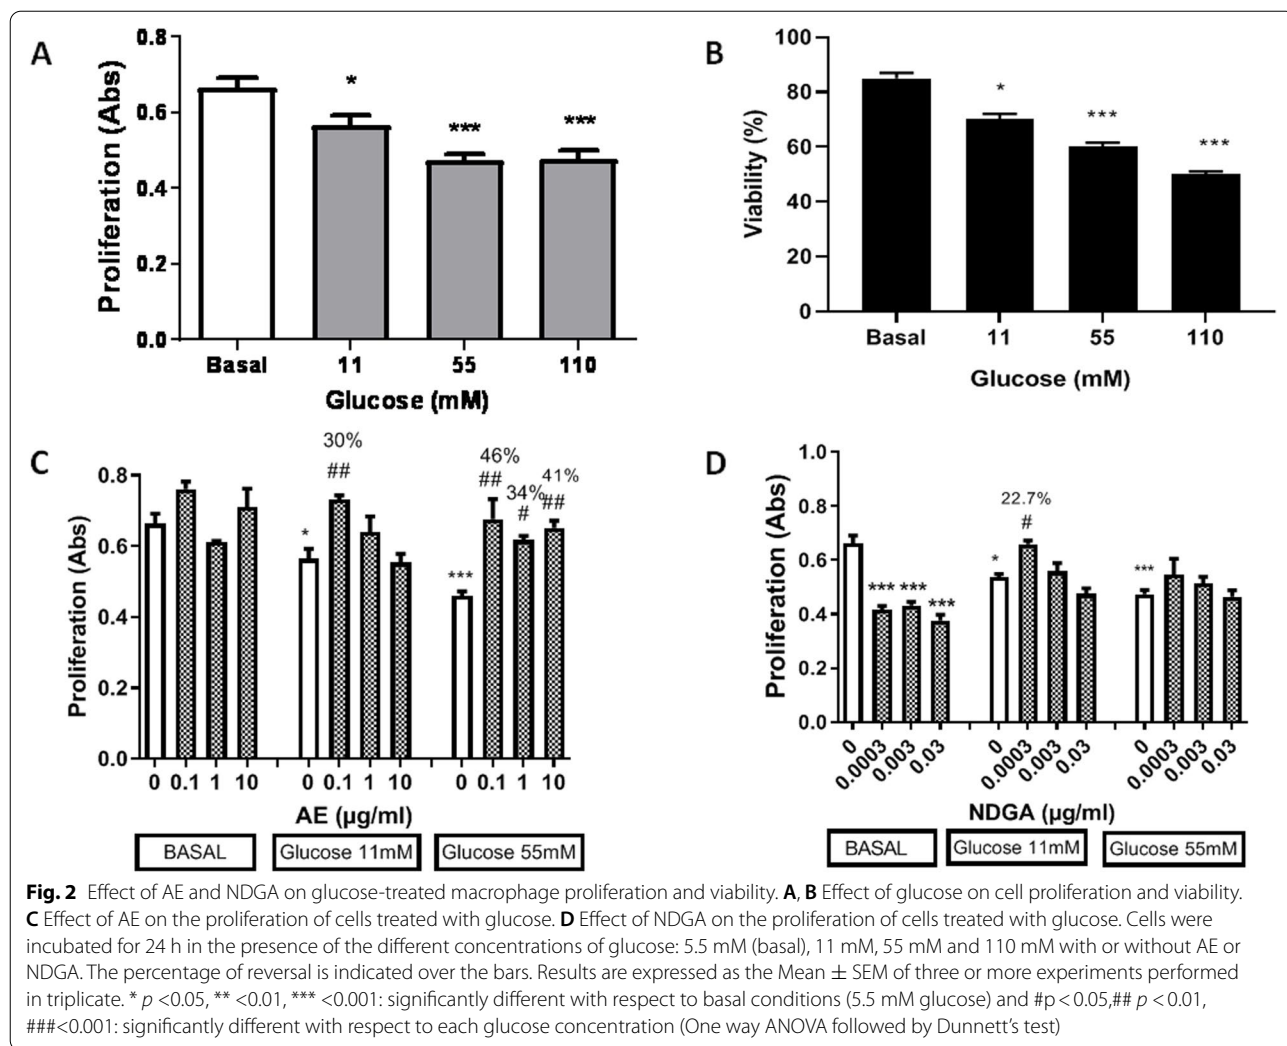 A
Proliferation (Abs)
0.8
0.6
0.4
0.2
0.0
*
***
***
Basal 11 55 110
Glucose (mM)
B
Viability (%)
100
80
60
40
20
0
*
***
***
Basal 11 55 110
Glucose (mM)
C
Proliferation (Abs)
0.8
0.6
0.4
0.2
0.0
*
30%
##
***
46%
##
34%
#
41%
##
0 0.1 1 10 0 0.1 1 10 0 0.1 1 10
AE (µg/ml)
BASAL Glucose 11mM Glucose 55mM
D
Proliferation (Abs)
1.0
0.8
0.6
0.4
0.2
0.0
*** *** ***
*
22.7%
#
***
0 0.0003 0.003 0.03 0 0.0003 0.003 0.03 0 0.0003 0.003 0.03
NDGA (µg/ml)
BASAL Glucose 11mM Glucose 55mM
Fig. 2 Effect of AE and NDGA on glucose-treated macrophage proliferation and viability. A, B Effect of glucose on cell proliferation and viability.
C Effect of AE on the proliferation of cells treated with glucose. D Effect of NDGA on the proliferation of cells treated with glucose. Cells were
incubated for 24 h in the presence of the different concentrations of glucose: 5.5 mM (basal), 11 mM, 55 mM and 110 mM with or without AE or
NDGA. The percentage of reversal is indicated over the bars. Results are expressed as the Mean ± SEM of three or more experiments performed
in triplicate. * p <0.05, ** <0.01, *** <0.001: significantly different with respect to basal conditions (5.5 mM glucose) and #p < 0.05,## p < 0.01,
###<0.001: significantly different with respect to each glucose concentration (One way ANOVA followed by Dunnett's test)